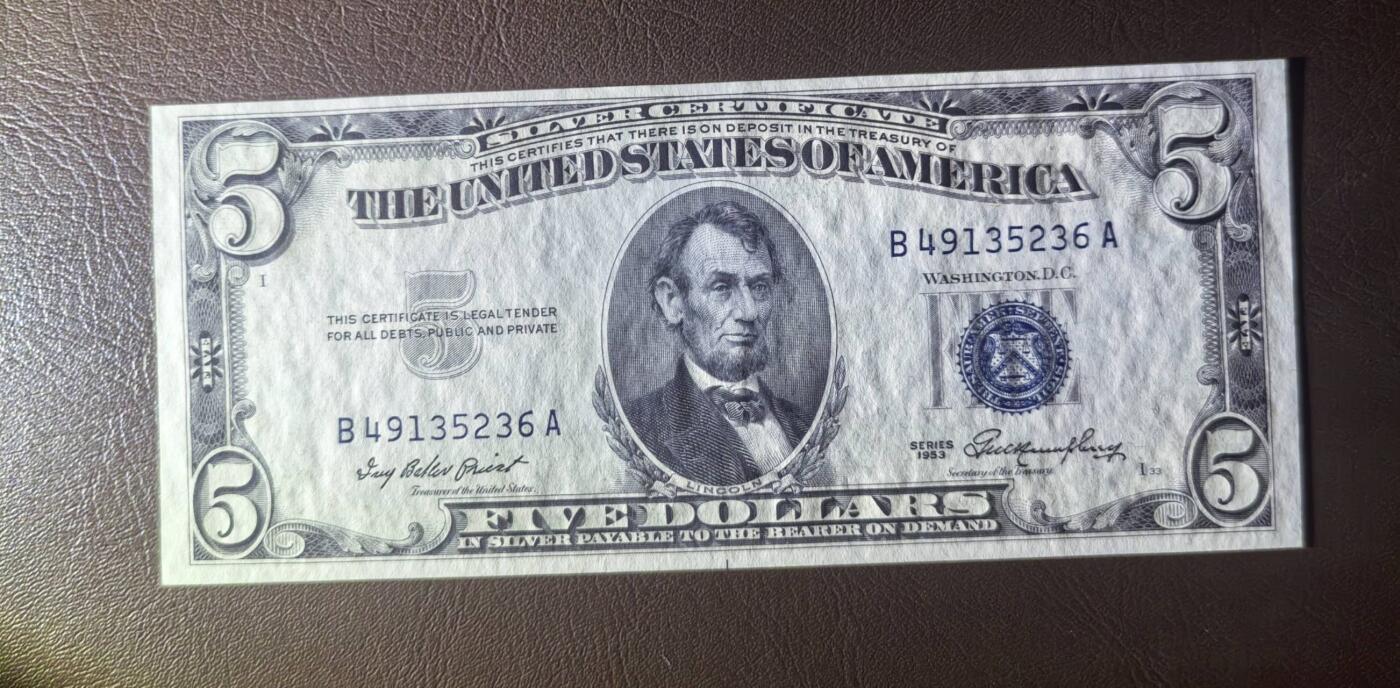 5
SILVER CERTIFICATE
5
THIS CERTIFIES THAT THERE IS ON DEPOSIT IN THE TREASURY OF
THE UNITED STATES OF AMERICA
B 49135236 A
WASHINGTON, D.C.
I
5
THIS CERTIFICATE IS LEGAL TENDER
FOR ALL DEBTS, PUBLIC AND PRIVATE
FIVE
FIVE
B 49135236 A
SERIES
1953
Ivy Baker Priest
Treasurer of the United States.
G.M. Humphrey
Secretary of the Treasury.
I 33
LINCOLN
5
FIVE DOLLARS
5
IN SILVER PAYABLE TO THE BEARER ON DEMAND